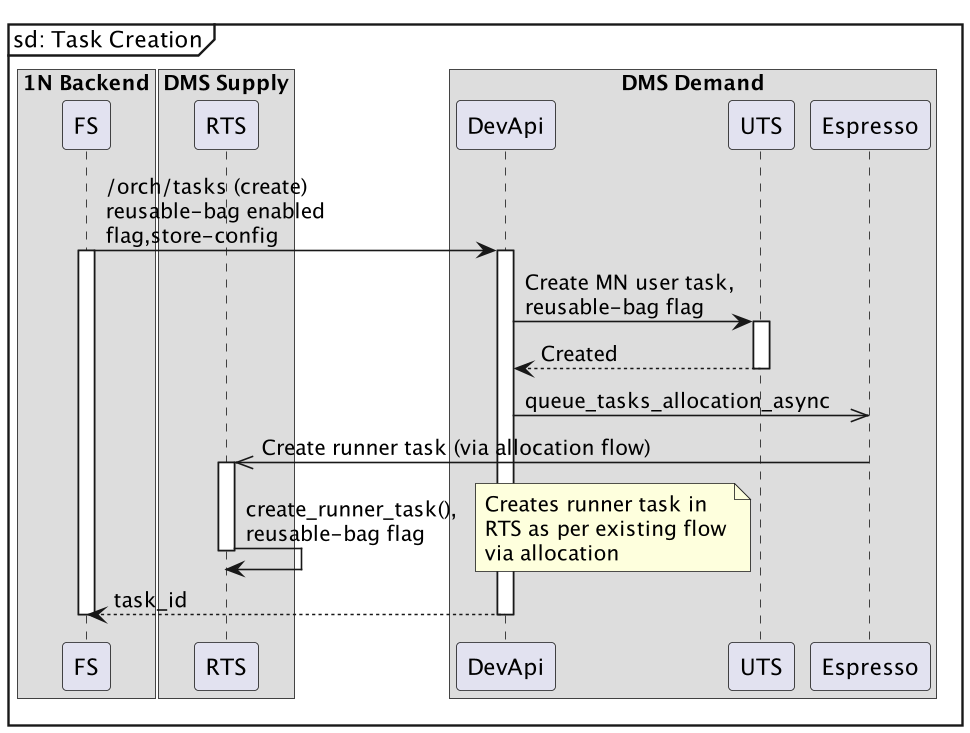 sd: Task Creation
1N Backend
DMS Supply
DMS Demand
FS
RTS
DevApi
UTS
Espresso
/orch/tasks (create)
reusable-bag enabled
flag,store-config
Create MN user task,
reusable-bag flag
Created
queue_tasks_allocation_async
Create runner task (via allocation flow)
create_runner_task(),
reusable-bag flag
Creates runner task in
RTS as per existing flow
via allocation
task_id
FS
RTS
DevApi
UTS
Espresso